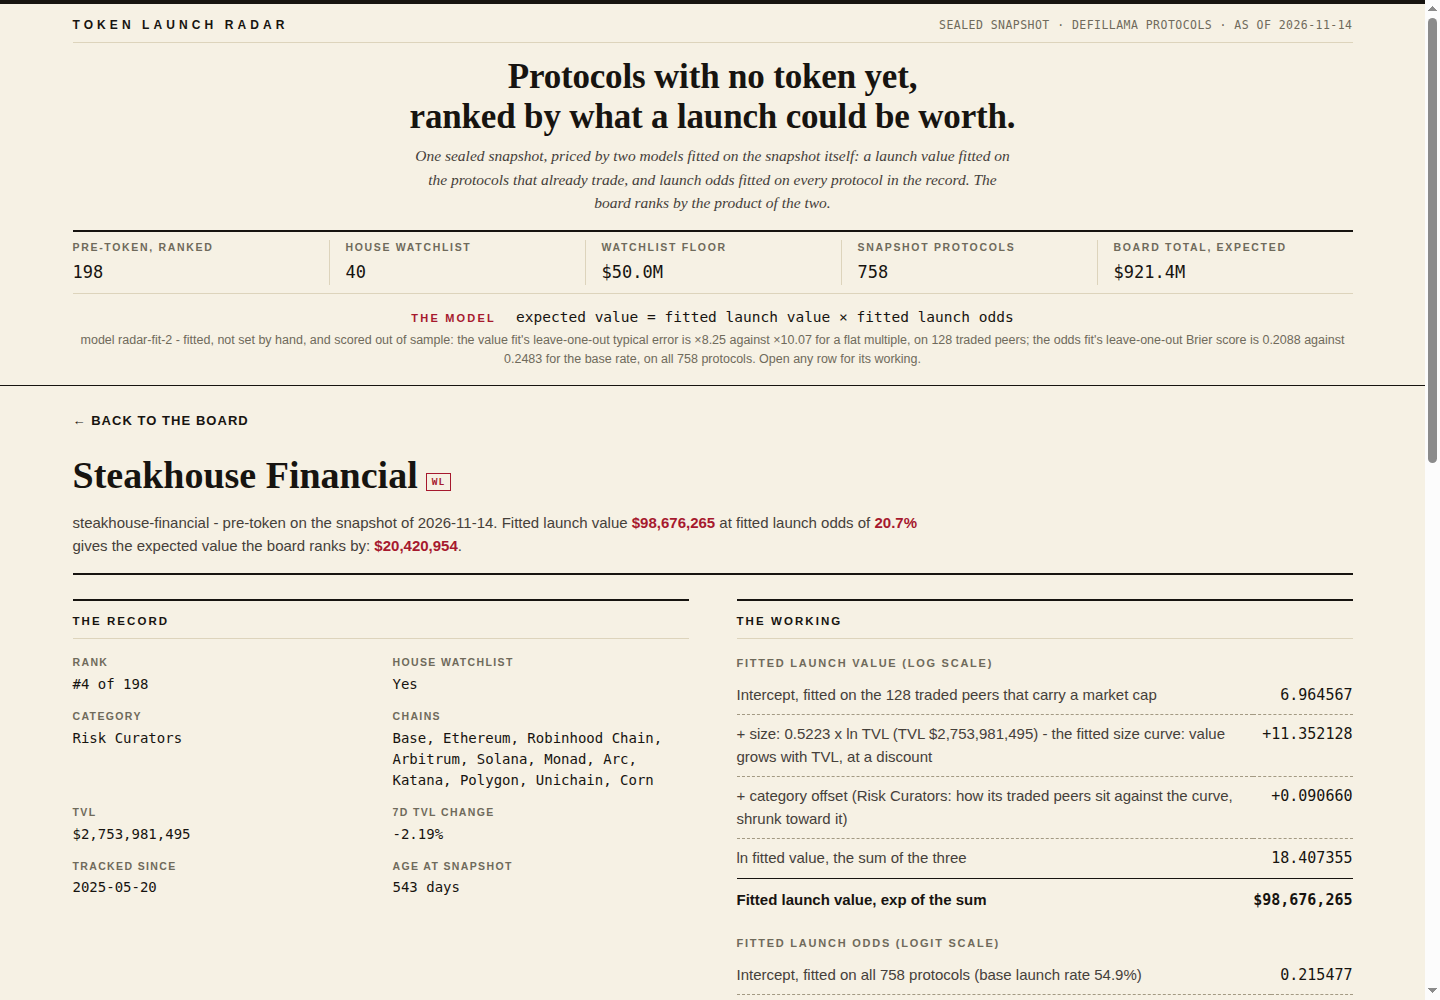 TOKEN LAUNCH RADAR
SEALED SNAPSHOT · DEFILLAMA PROTOCOLS · AS OF 2026-11-14
Protocols with no token yet,
ranked by what a launch could be worth.
One sealed snapshot, priced by two models fitted on the snapshot itself: a launch value fitted on
the protocols that already trade, and launch odds fitted on every protocol in the record. The
board ranks by the product of the two.
PRE-TOKEN, RANKED
198
HOUSE WATCHLIST
40
WATCHLIST FLOOR
$50.0M
SNAPSHOT PROTOCOLS
758
BOARD TOTAL, EXPECTED
$921.4M
THE MODEL expected value = fitted launch value × fitted launch odds
model radar-fit-2 - fitted, not set by hand, and scored out of sample: the value fit's leave-one-out typical error is ×8.25 against ×10.07 for a flat multiple, on 128 traded peers; the odds fit's leave-one-out Brier score is 0.2088 against
0.2483 for the base rate, on all 758 protocols. Open any row for its working.
← BACK TO THE BOARD
Steakhouse Financial WL
steakhouse-financial - pre-token on the snapshot of 2026-11-14. Fitted launch value $98,676,265 at fitted launch odds of 20.7%
gives the expected value the board ranks by: $20,420,954.
THE RECORD
RANK
#4 of 198
HOUSE WATCHLIST
Yes
CATEGORY
Risk Curators
CHAINS
Base, Ethereum, Robinhood Chain,
Arbitrum, Solana, Monad, Arc,
Katana, Polygon, Unichain, Corn
TVL
$2,753,981,495
7D TVL CHANGE
-2.19%
TRACKED SINCE
2025-05-20
AGE AT SNAPSHOT
543 days
THE WORKING
FITTED LAUNCH VALUE (LOG SCALE)
Intercept, fitted on the 128 traded peers that carry a market cap 6.964567
+ size: 0.5223 x ln TVL (TVL $2,753,981,495) - the fitted size curve: value +11.352128
grows with TVL, at a discount
+ category offset (Risk Curators: how its traded peers sit against the curve, +0.090660
shrunk toward it)
ln fitted value, the sum of the three 18.407355
Fitted launch value, exp of the sum $98,676,265
FITTED LAUNCH ODDS (LOGIT SCALE)
Intercept, fitted on all 758 protocols (base launch rate 54.9%) 0.215477